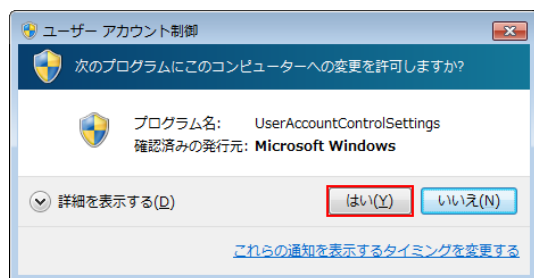 ユーザー アカウント制御
次のプログラムにこのコンピューターへの変更を許可しますか?
プログラム名: UserAccountControlSettings
確認済みの発行元: Microsoft Windows
詳細を表示する(D) はい(Y) いいえ(N)
これらの通知を表示するタイミングを変更する